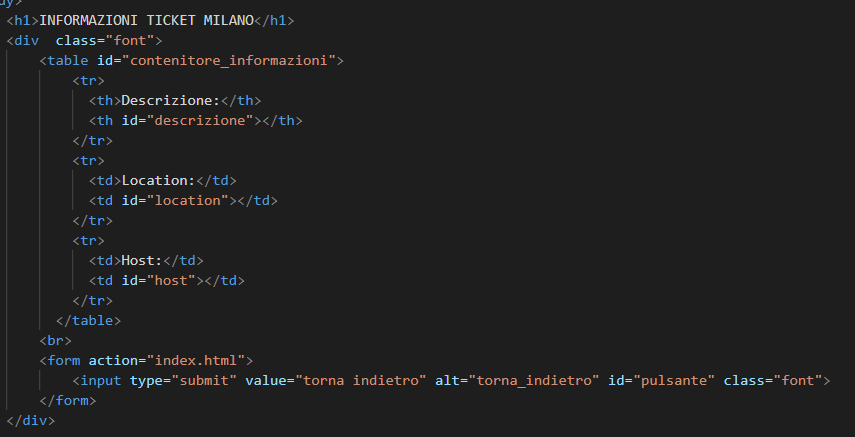 dy>
<h1>INFORMAZIONI TICKET MILANO</h1>
<div  class="font">
<table id="contenitore_informazioni">
<tr>
<th>Descrizione:</th>
<th id="descrizione"></th>
</tr>
<tr>
<td>Location:</td>
<td id="location"></td>
</tr>
<tr>
<td>Host:</td>
<td id="host"></td>
</tr>
</table>
<br>
<form action="index.html">
<input type="submit" value="torna indietro" alt="torna_indietro" id="pulsante" class="font">
</form>
</div>